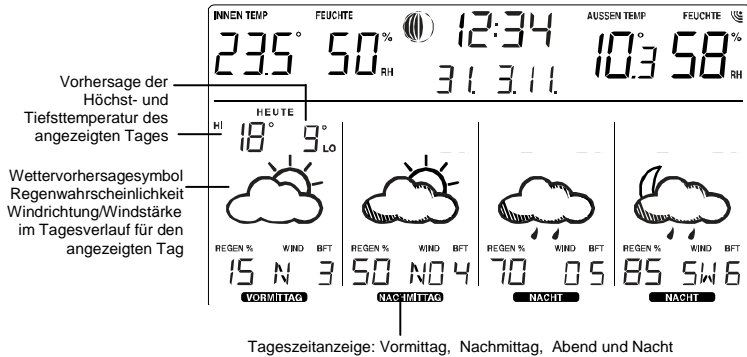 INNEN TEMP FEUCHTE AUSSEN TEMP FEUCHTE
23.5° 50% RH 12:34 10.3° 58% RH
31. 3.11.
Vorhersage der
Höchst- und
Tiefsttemperatur des
angezeigten Tages
HEUTE
HI 18° 9° LO
Wettervorhersagesymbol
Regenwahrscheinlichkeit
Windrichtung/Windstärke
im Tagesverlauf für den
angezeigten Tag
REGEN % WIND BFT REGEN % WIND BFT REGEN % WIND BFT REGEN % WIND BFT
15 N 3 50 NO 4 70 O 5 85 SW 6
VORMITTAG NACHMITTAG NACHT NACHT
Tageszeitanzeige: Vormittag, Nachmittag, Abend und Nacht